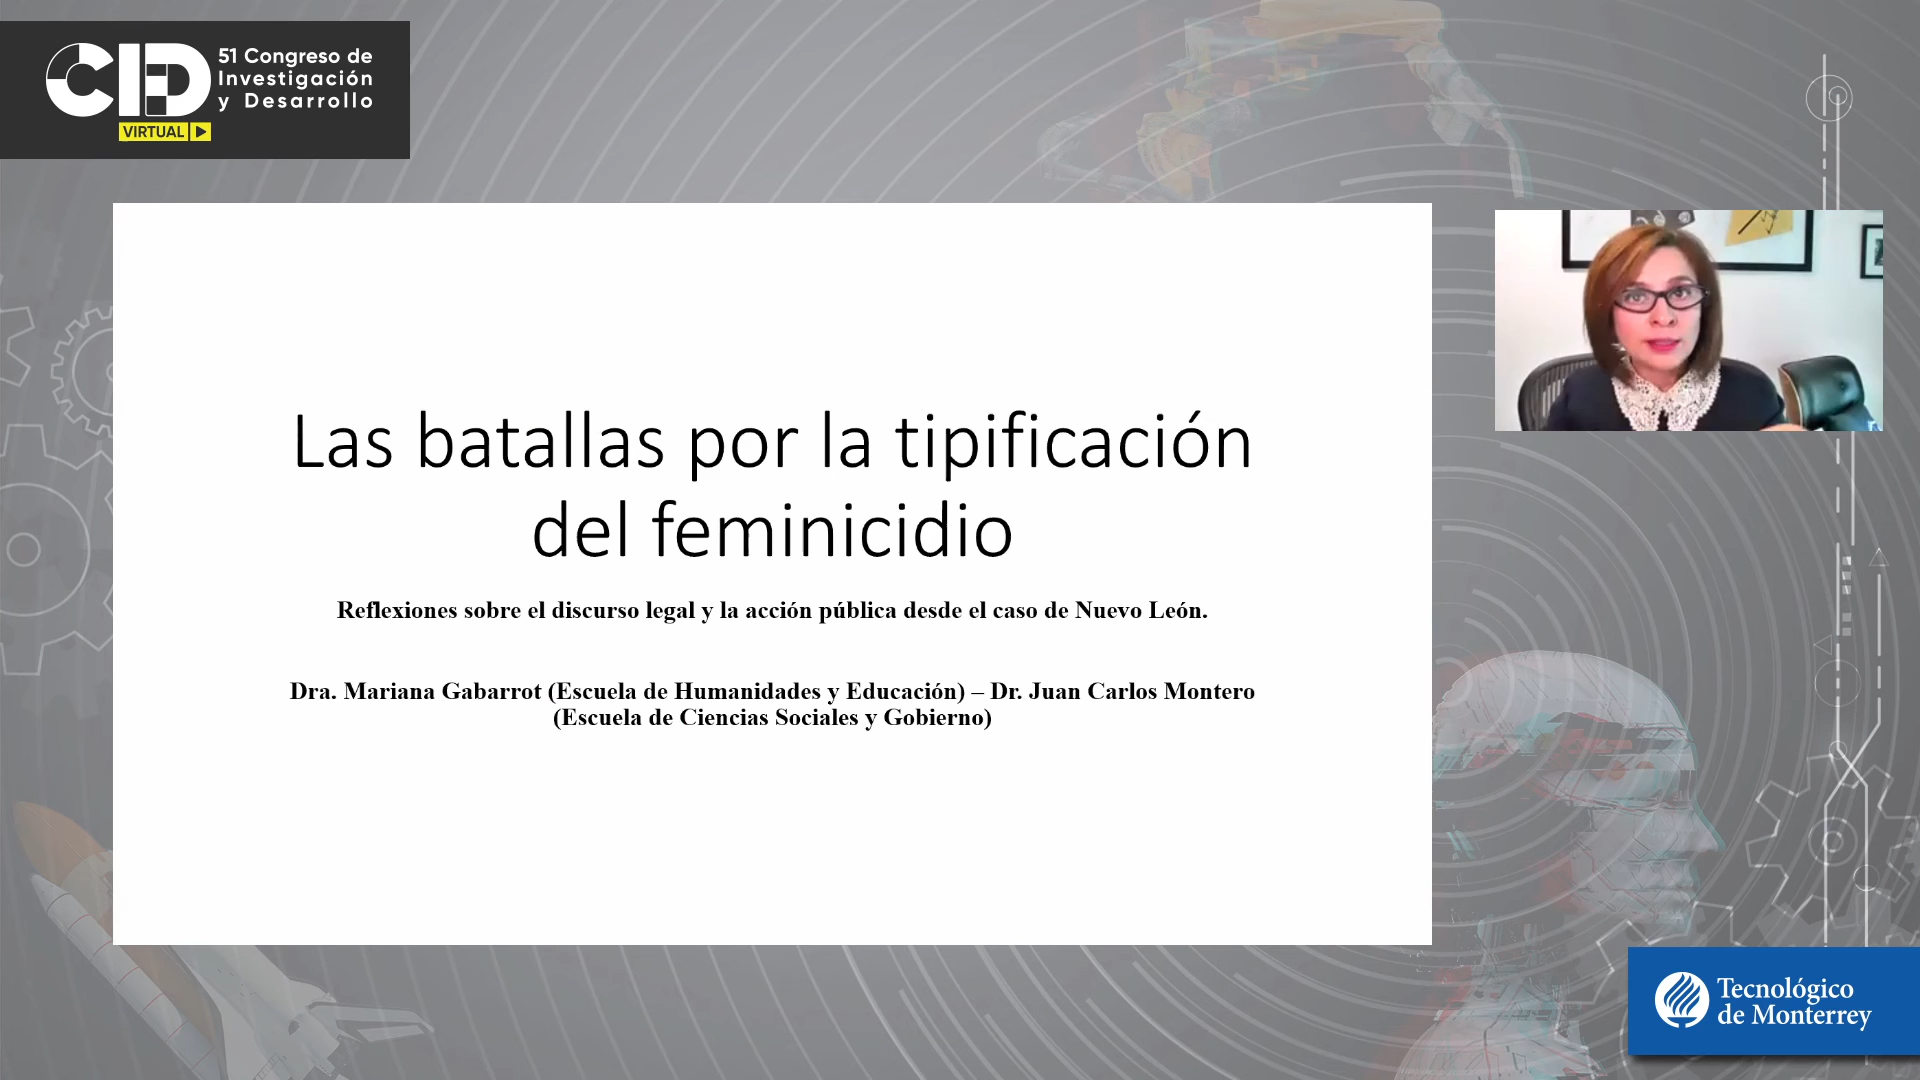 CID
51 Congreso de
Investigación
y Desarrollo
VIRTUAL
Las batallas por la tipificación
del feminicidio
Reflexiones sobre el discurso legal y la acción pública desde el caso de Nuevo León.
Dra. Mariana Gabarrot (Escuela de Humanidades y Educación) – Dr. Juan Carlos Montero
(Escuela de Ciencias Sociales y Gobierno)
Tecnológico
de Monterrey